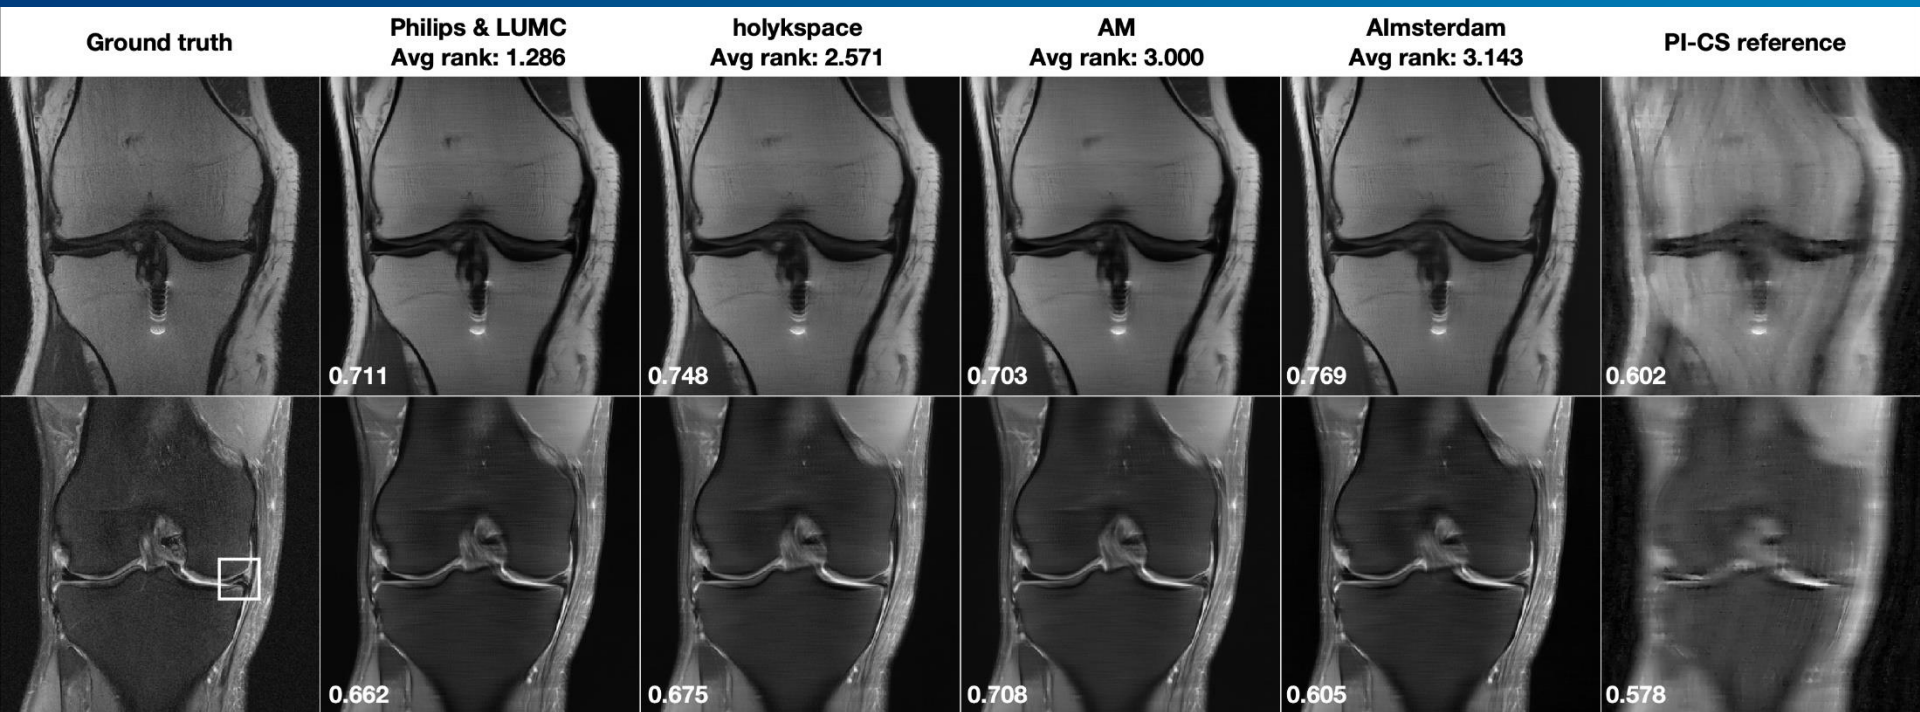 Ground truth
Philips & LUMC
Avg rank: 1.286
holykspace
Avg rank: 2.571
AM
Avg rank: 3.000
AImsterdam
Avg rank: 3.143
PI-CS reference
0.711
0.748
0.703
0.769
0.602
0.662
0.675
0.708
0.605
0.578